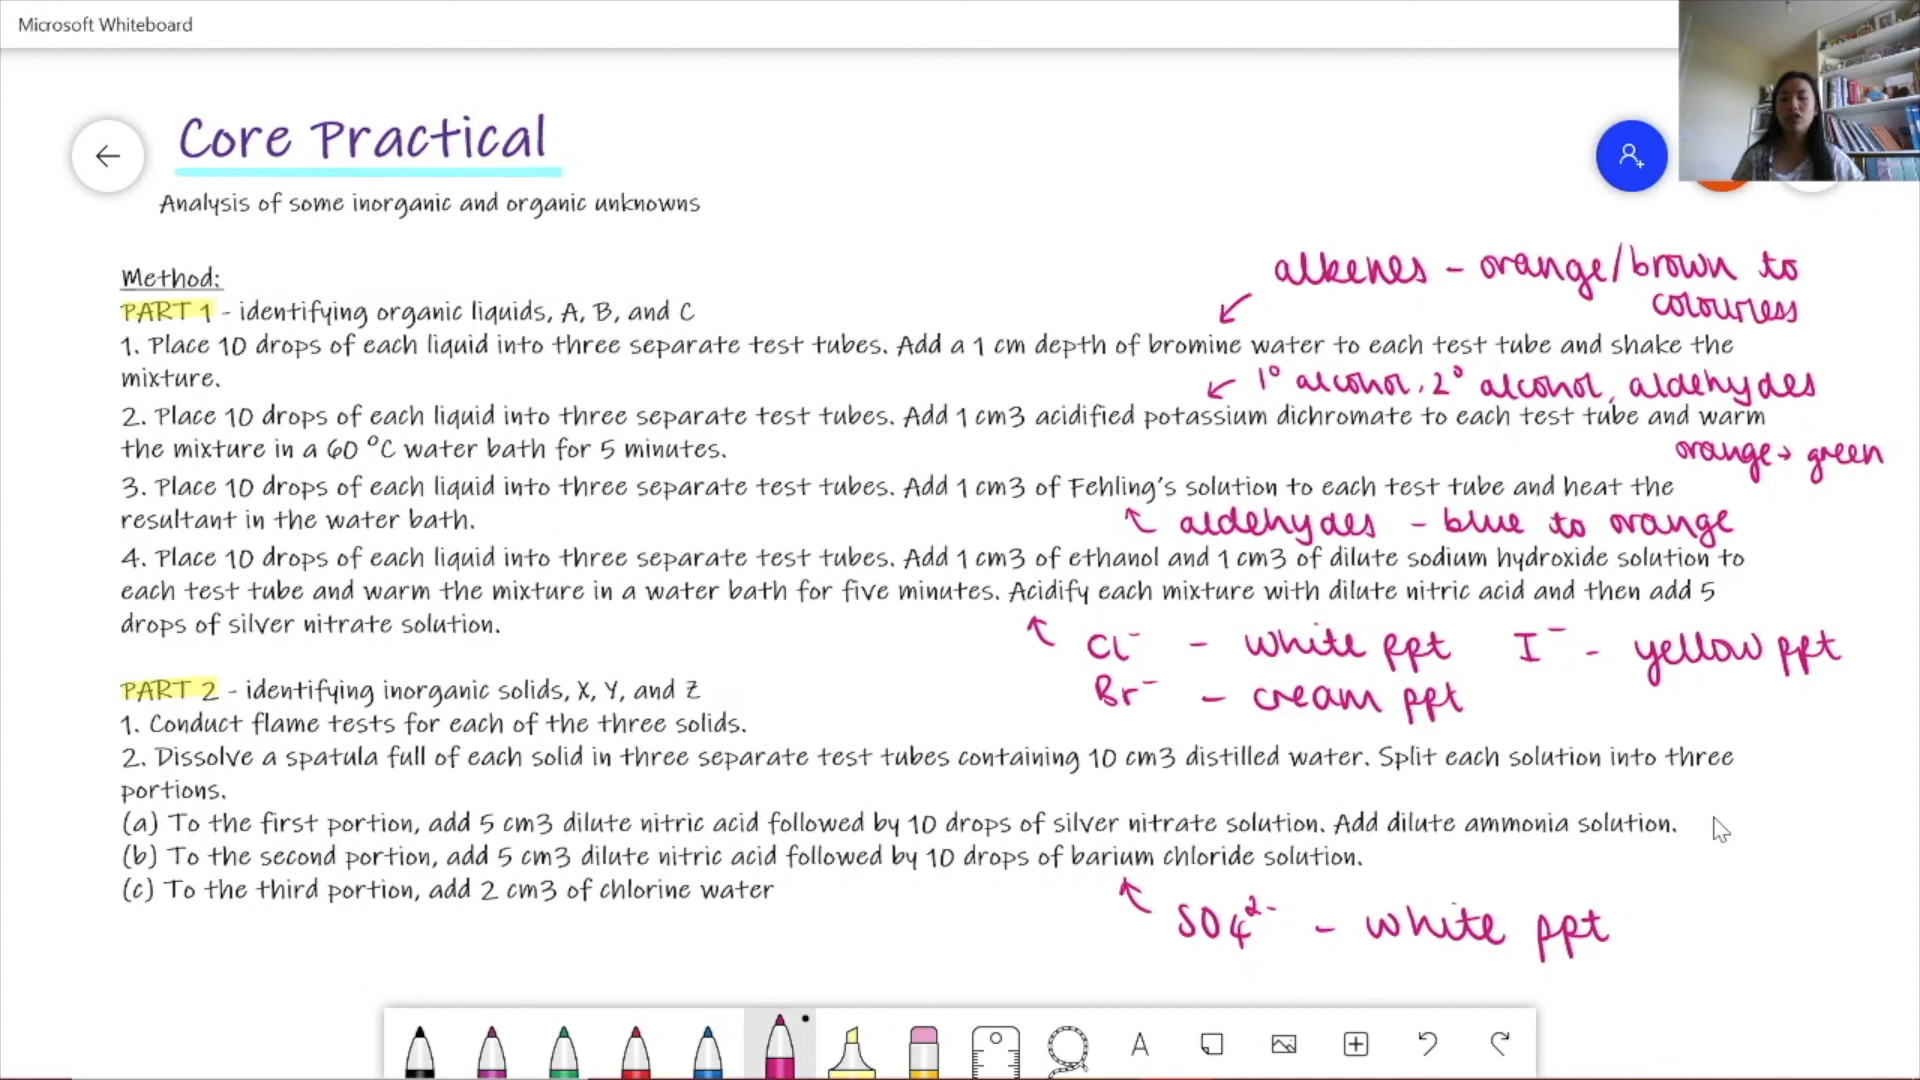 Microsoft Whiteboard
Core Practical
Analysis of some inorganic and organic unknowns
Method:
alkenes - orange/brown to
colourless
PART 1 - identifying organic liquids, A, B, and C
1. Place 10 drops of each liquid into three separate test tubes. Add a 1 cm depth of bromine water to each test tube and shake the
mixture.
1° alcohol, 2° alcohol, aldehydes
2. Place 10 drops of each liquid into three separate test tubes. Add 1 cm3 acidified potassium dichromate to each test tube and warm
the mixture in a 60 °C water bath for 5 minutes.
orange → green
3. Place 10 drops of each liquid into three separate test tubes. Add 1 cm3 of Fehling's solution to each test tube and heat the
resultant in the water bath.
aldehydes - blue to orange
4. Place 10 drops of each liquid into three separate test tubes. Add 1 cm3 of ethanol and 1 cm3 of dilute sodium hydroxide solution to
each test tube and warm the mixture in a water bath for five minutes. Acidify each mixture with dilute nitric acid and then add 5
drops of silver nitrate solution.
Cl⁻ - white ppt I⁻ - yellow ppt
Br⁻ - cream ppt
PART 2 - identifying inorganic solids, X, Y, and Z
1. Conduct flame tests for each of the three solids.
2. Dissolve a spatula full of each solid in three separate test tubes containing 10 cm3 distilled water. Split each solution into three
portions.
(a) To the first portion, add 5 cm3 dilute nitric acid followed by 10 drops of silver nitrate solution. Add dilute ammonia solution.
(b) To the second portion, add 5 cm3 dilute nitric acid followed by 10 drops of barium chloride solution.
(c) To the third portion, add 2 cm3 of chlorine water
SO₄²⁻ - white ppt